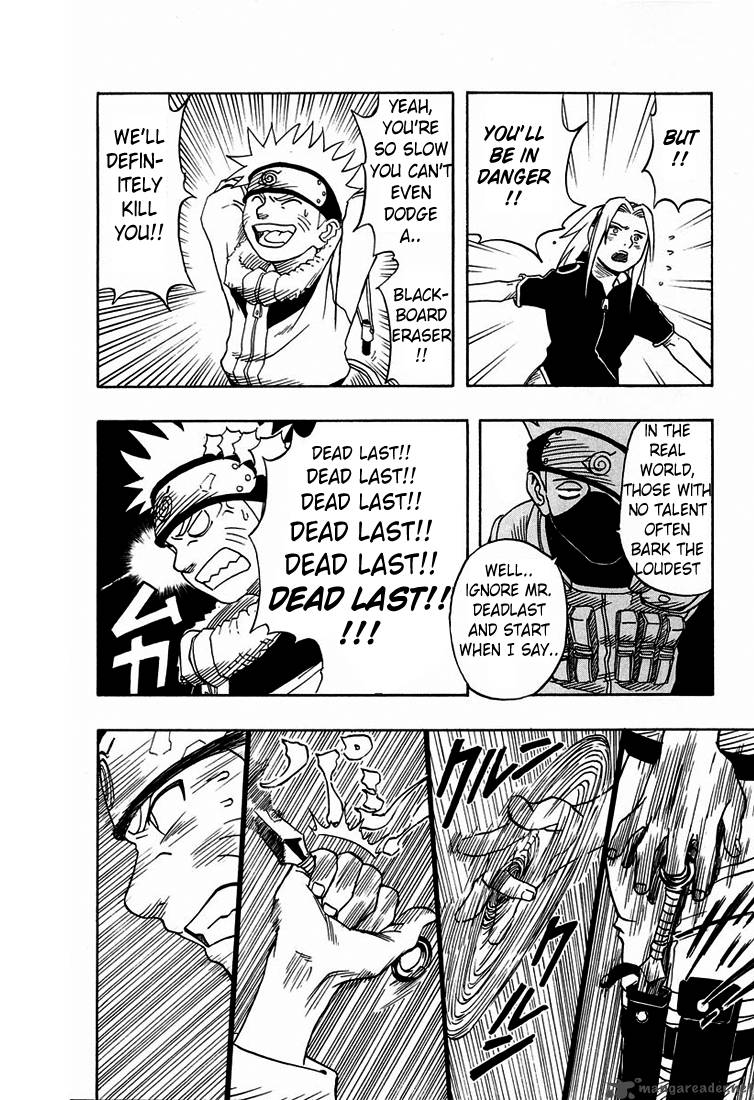 BUT
!!
YOU'LL
BE IN
DANGER
!!
YEAH,
YOU'RE
SO SLOW
YOU CAN'T
EVEN
DODGE
A..
BLACK-
BOARD
ERASER
!!
WE'LL
DEFIN-
ITELY
KILL
YOU!!
IN THE
REAL
WORLD,
THOSE WITH
NO TALENT
OFTEN
BARK THE
LOUDEST
WELL..
IGNORE MR.
DEADLAST
AND START
WHEN I SAY..
DEAD LAST!!
DEAD LAST!!
DEAD LAST!!
DEAD LAST!!
DEAD LAST!!
DEAD LAST!!
!!!
ムカ
クルン
mangareader.net